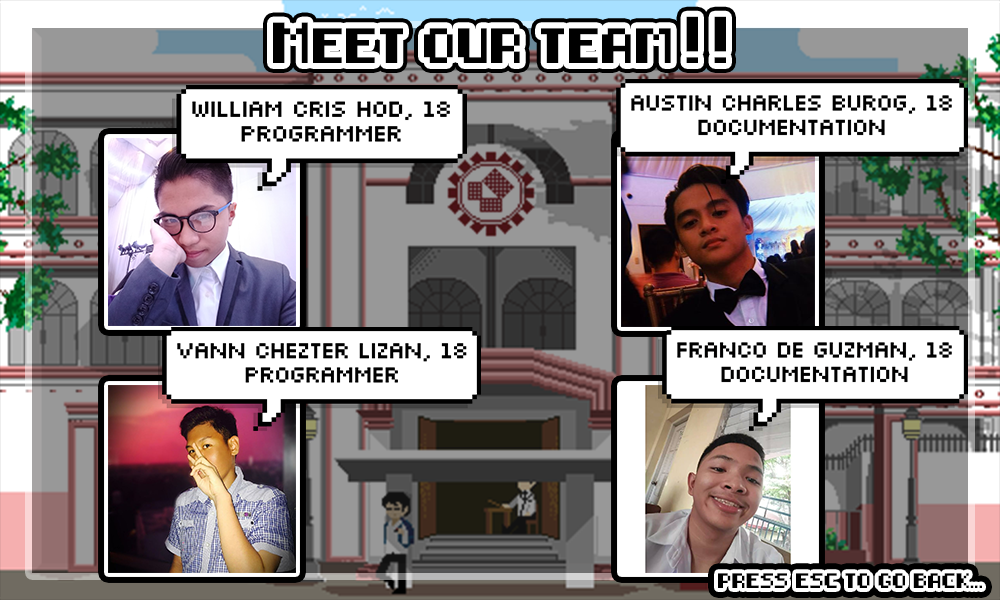 MEET OUR TEAM!!
WILLIAM CRIS HOD, 18
PROGRAMMER
AUSTIN CHARLES BUROG, 18
DOCUMENTATION
VANN CHEZTER LIZAN, 18
PROGRAMMER
FRANCO DE GUZMAN, 18
DOCUMENTATION
PRESS ESC TO GO BACK...